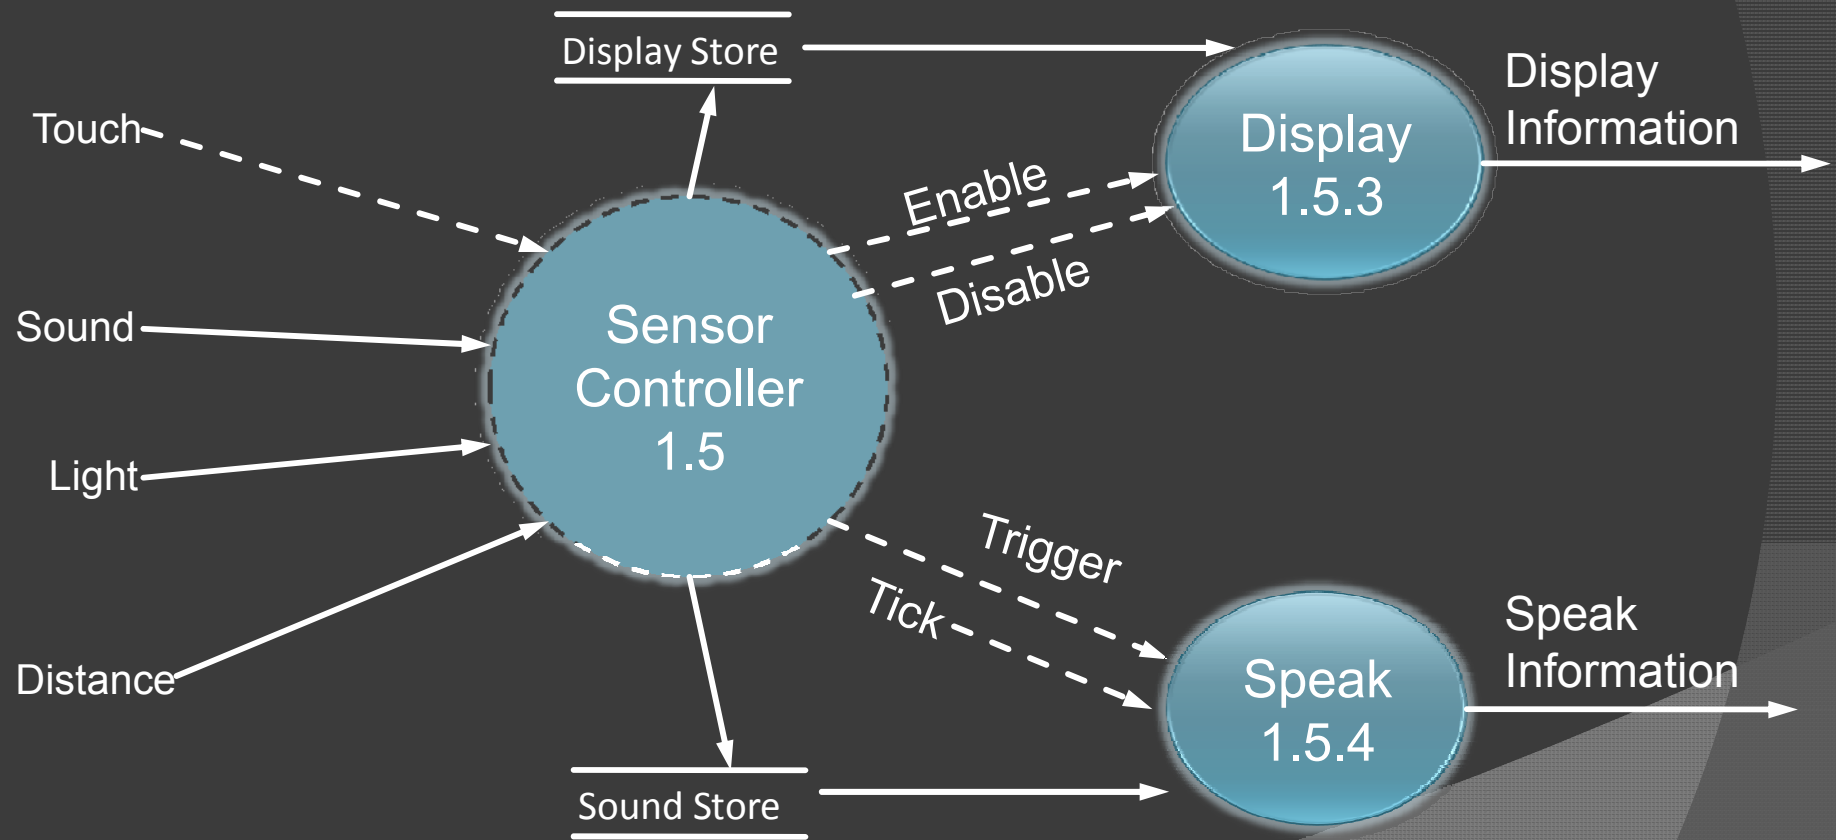 Display Store
Touch
Sound
Light
Distance
Sensor
Controller
1.5
Enable
Disable
Trigger
Tick
Display
1.5.3
Display
Information
Speak
1.5.4
Speak
Information
Sound Store